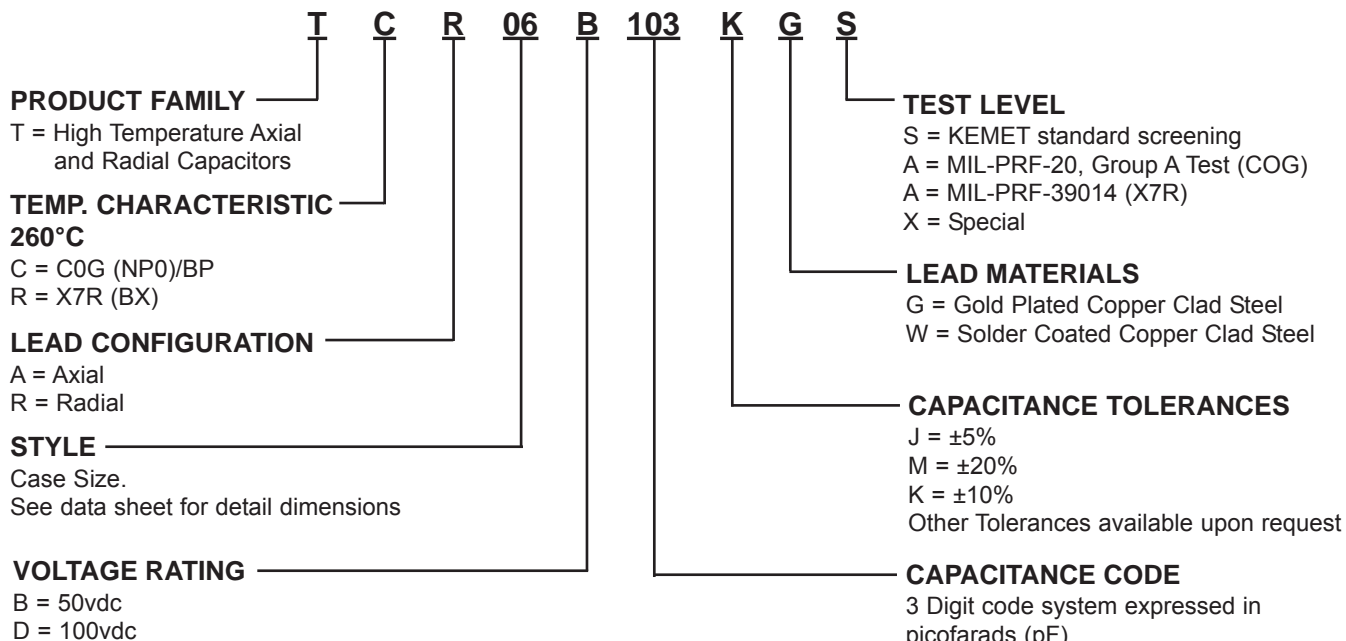 T C R 06 B 103 K G S
PRODUCT FAMILY
T = High Temperature Axial
and Radial Capacitors
TEMP. CHARACTERISTIC
260°C
C = C0G (NP0)/BP
R = X7R (BX)
LEAD CONFIGURATION
A = Axial
R = Radial
STYLE
Case Size.
See data sheet for detail dimensions
VOLTAGE RATING
B = 50vdc
D = 100vdc
TEST LEVEL
S = KEMET standard screening
A = MIL-PRF-20, Group A Test (COG)
A = MIL-PRF-39014 (X7R)
X = Special
LEAD MATERIALS
G = Gold Plated Copper Clad Steel
W = Solder Coated Copper Clad Steel
CAPACITANCE TOLERANCES
J = ±5%
M = ±20%
K = ±10%
Other Tolerances available upon request
CAPACITANCE CODE
3 Digit code system expressed in
picofarads (pF)